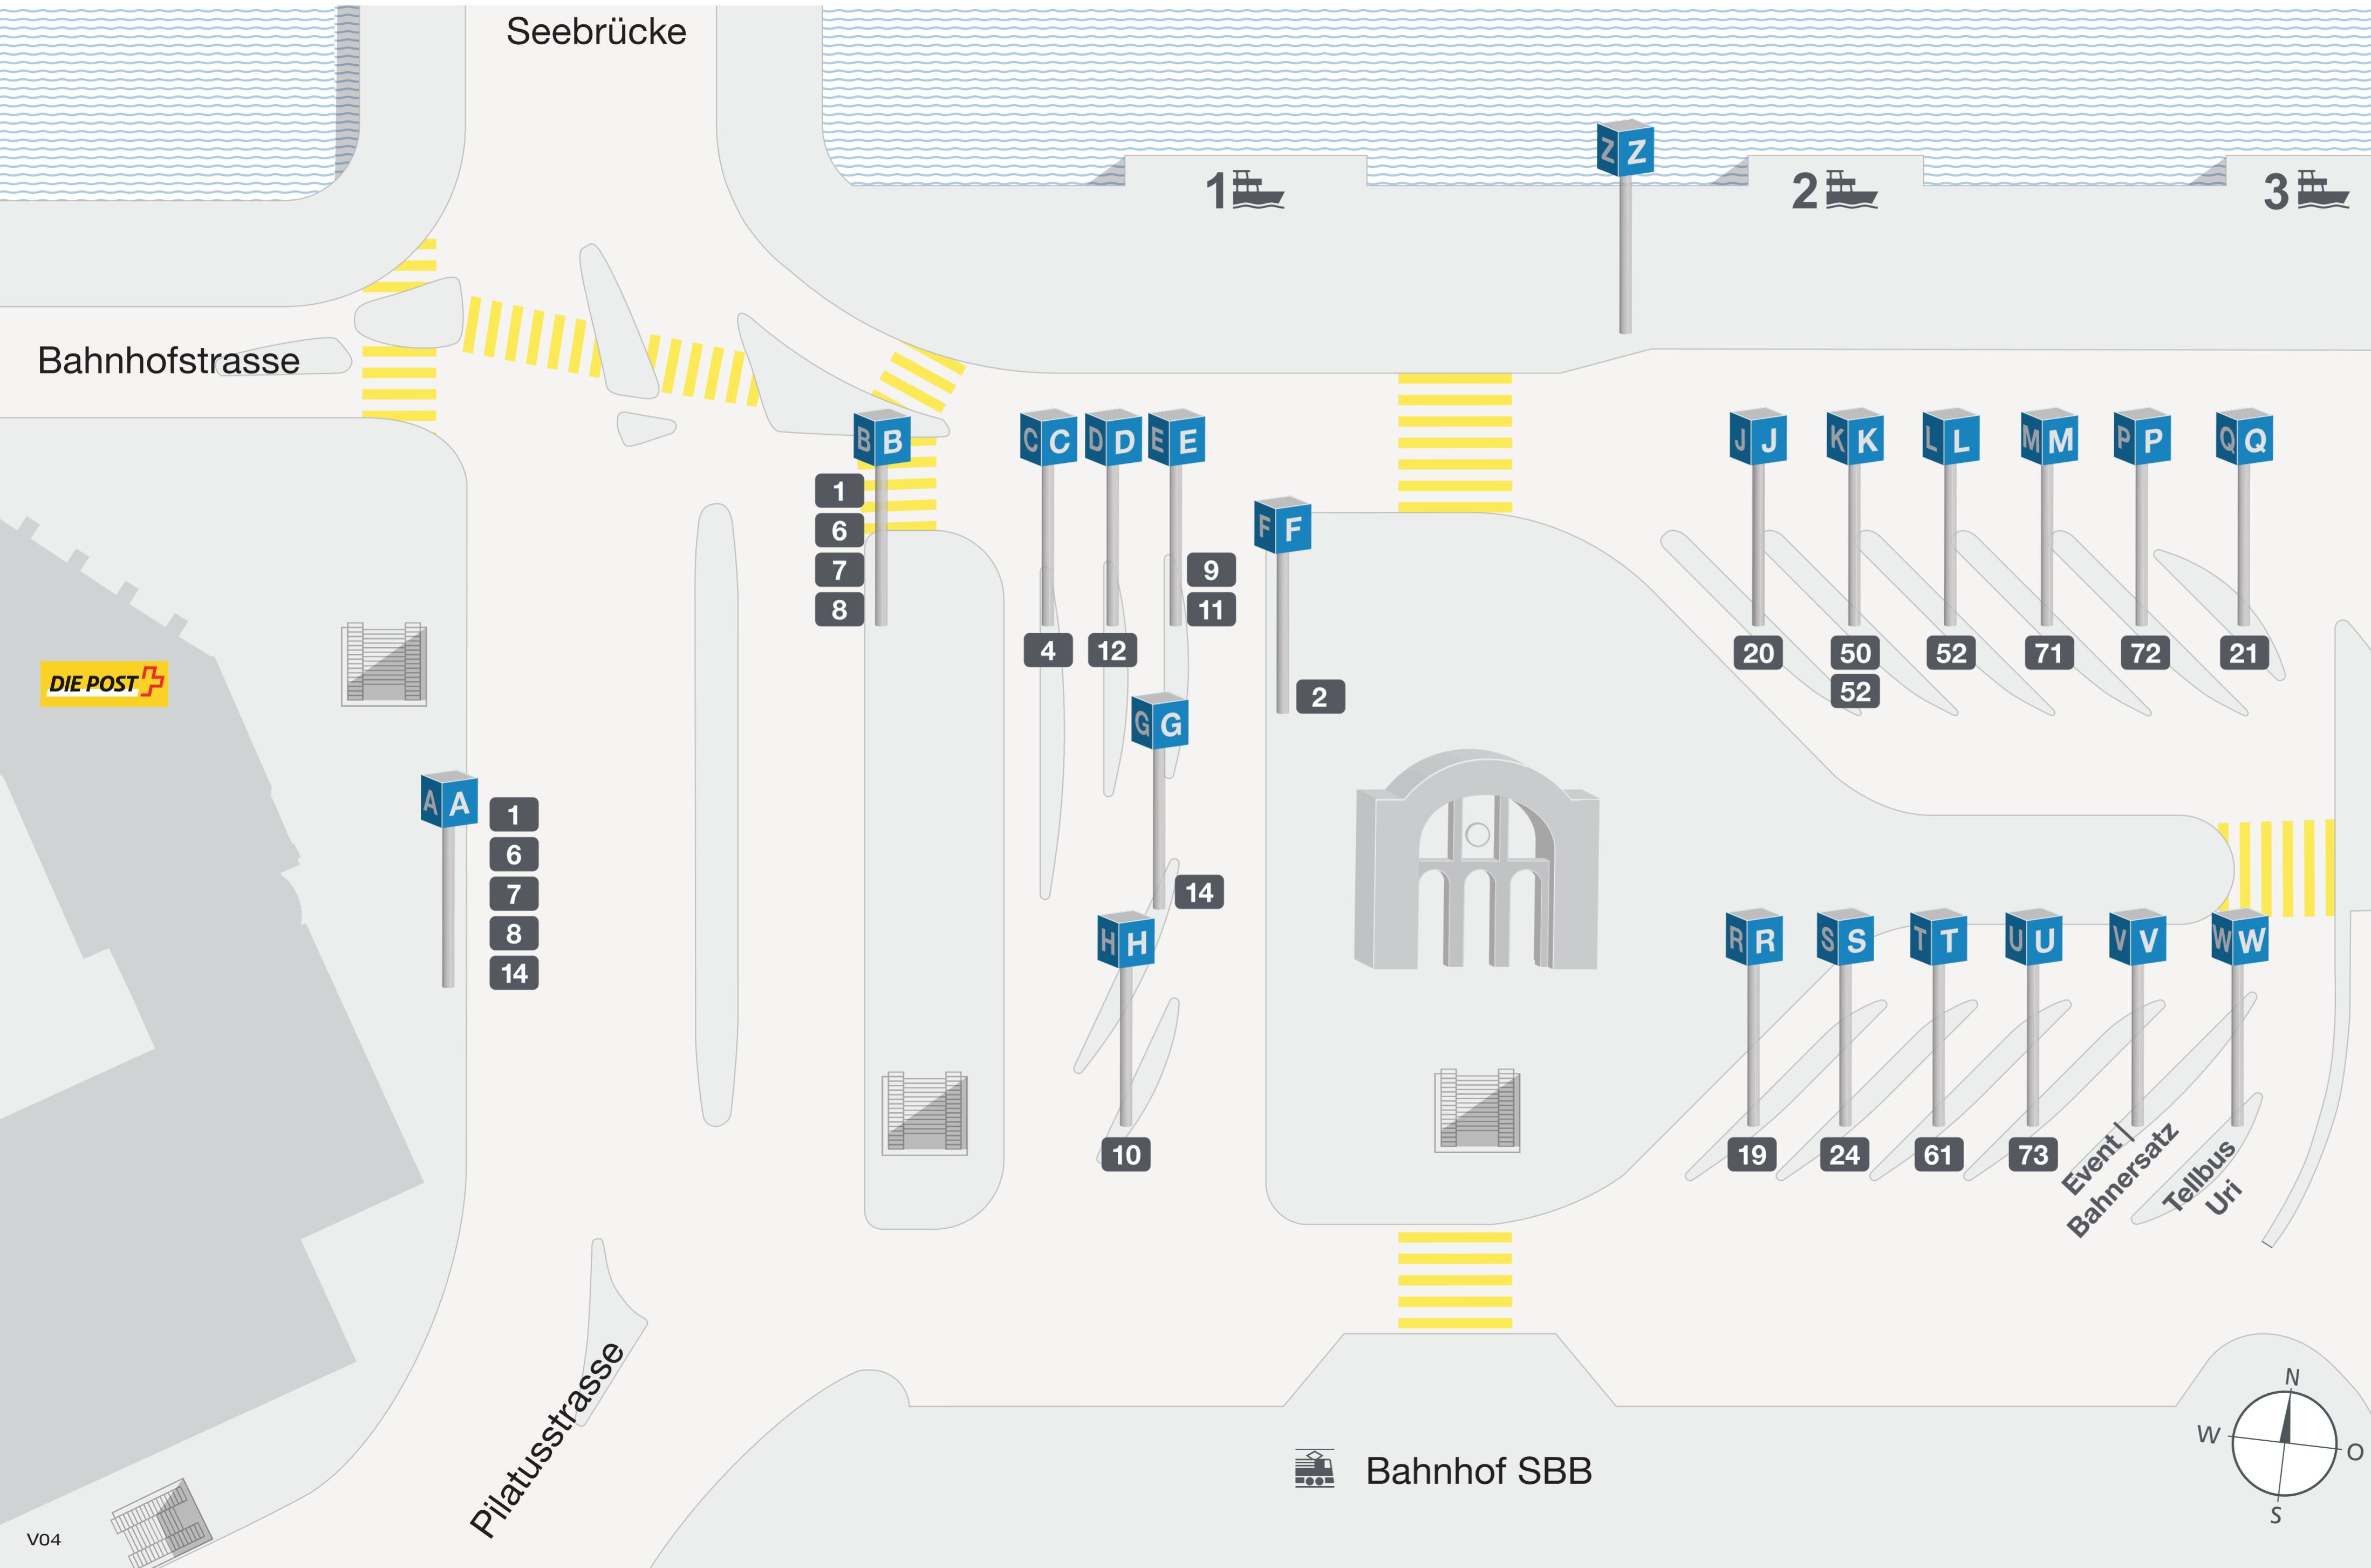 Seebrücke
Z Z
1
2
3
Bahnhofstrasse
B B
1
6
7
8
C C
4
D D
12
E E
9
11
F F
2
J J
20
K K
50
52
L L
52
M M
71
P P
72
Q Q
21
DIE POST
A A
1
6
7
8
14
G G
14
H H
10
R R
19
S S
24
T T
61
U U
73
V V
Event |
Bahnersatz
W W
Tellbus
Uri
Pilatusstrasse
Bahnhof SBB
N
W
O
S
V04